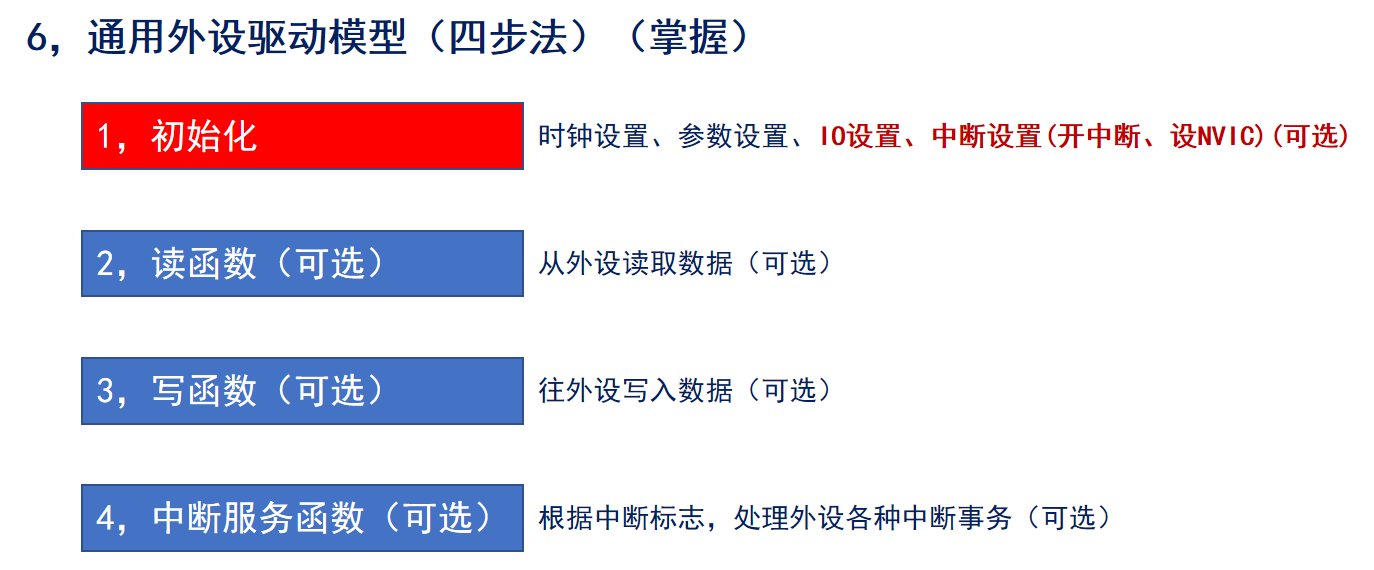 6，通用外设驱动模型（四步法）（掌握）
1，初始化
时钟设置、参数设置、IO设置、中断设置(开中断、设NVIC)(可选)
2，读函数（可选）
从外设读取数据（可选）
3，写函数（可选）
往外设写入数据（可选）
4，中断服务函数（可选）
根据中断标志，处理外设各种中断事务（可选）